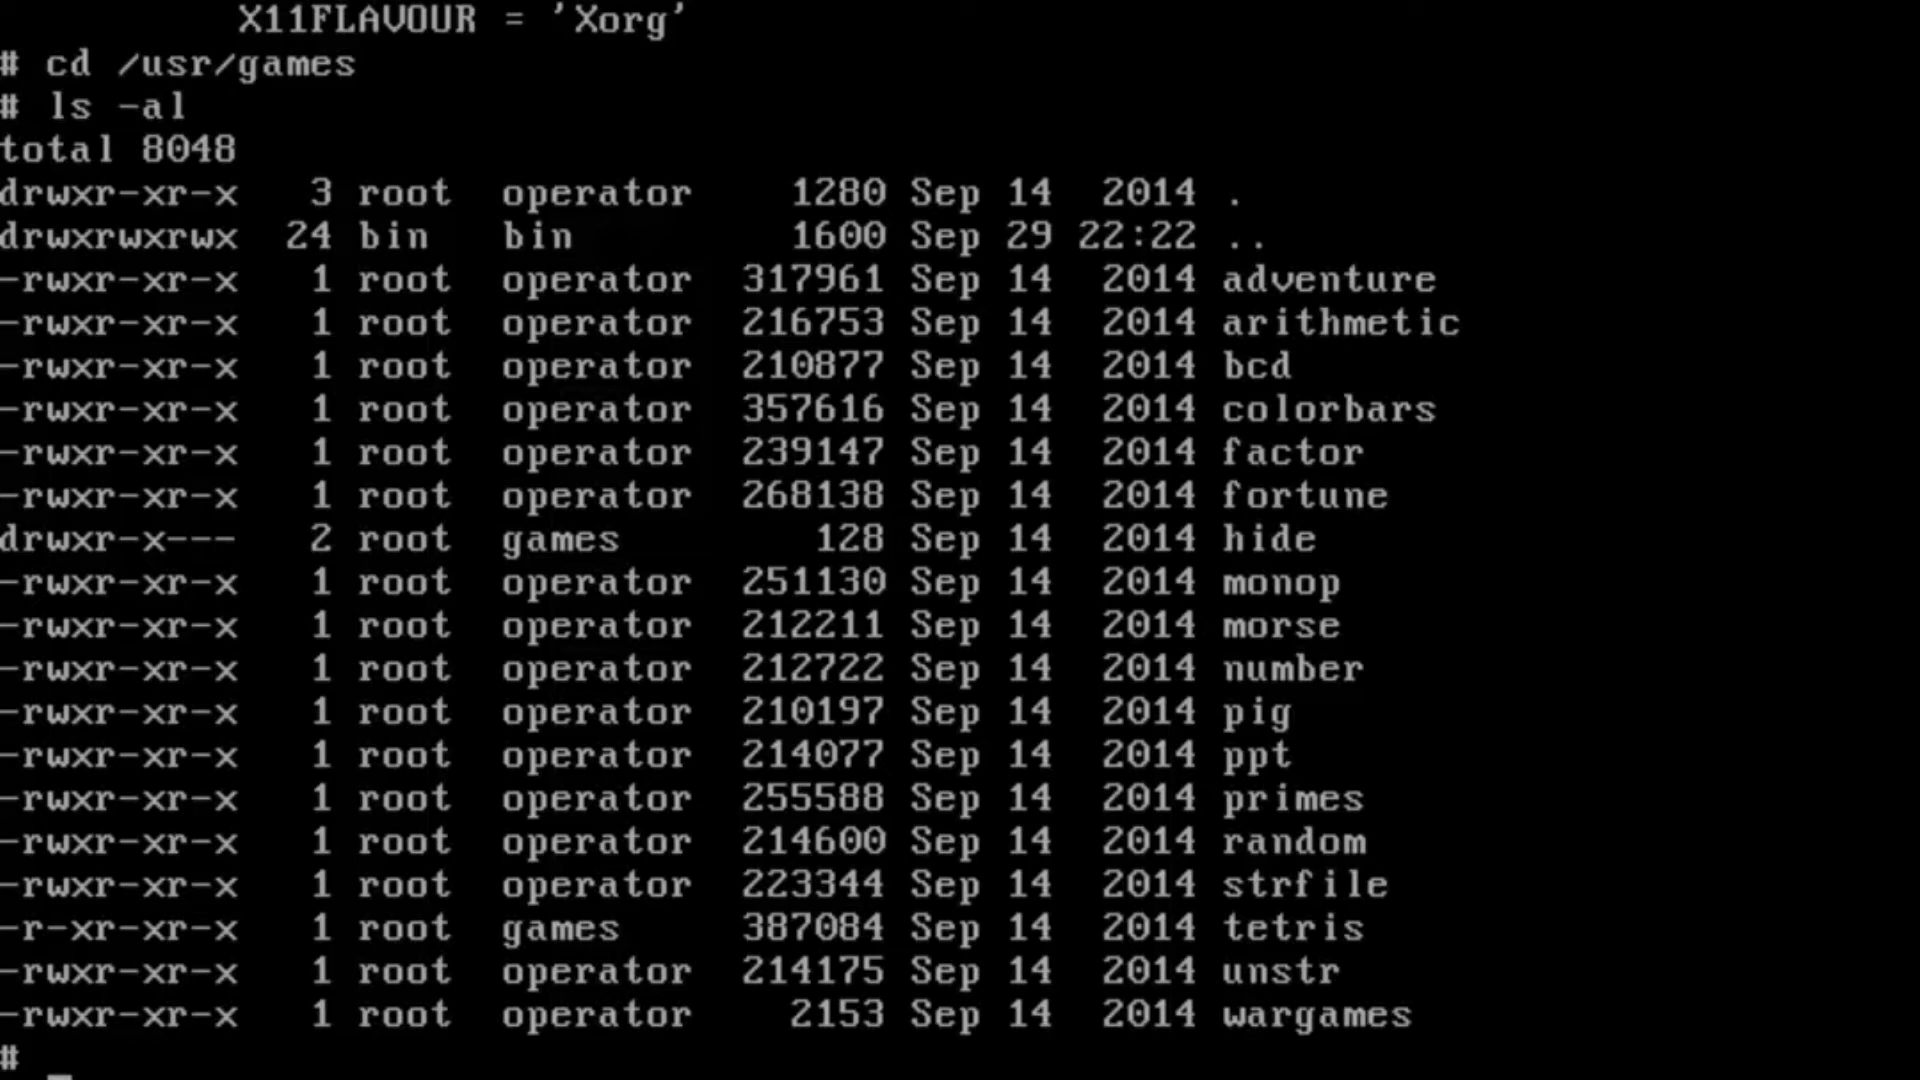 X11FLAVOUR = 'Xorg'
# cd /usr/games
# ls -al
total 8048
drwxr-xr-x   3 root  operator    1280 Sep 14  2014 .
drwxrwxrwx  24 bin   bin         1600 Sep 29 22:22 ..
-rwxr-xr-x   1 root  operator  317961 Sep 14  2014 adventure
-rwxr-xr-x   1 root  operator  216753 Sep 14  2014 arithmetic
-rwxr-xr-x   1 root  operator  210877 Sep 14  2014 bcd
-rwxr-xr-x   1 root  operator  357616 Sep 14  2014 colorbars
-rwxr-xr-x   1 root  operator  239147 Sep 14  2014 factor
-rwxr-xr-x   1 root  operator  268138 Sep 14  2014 fortune
drwxr-x---   2 root  games        128 Sep 14  2014 hide
-rwxr-xr-x   1 root  operator  251130 Sep 14  2014 monop
-rwxr-xr-x   1 root  operator  212211 Sep 14  2014 morse
-rwxr-xr-x   1 root  operator  212722 Sep 14  2014 number
-rwxr-xr-x   1 root  operator  210197 Sep 14  2014 pig
-rwxr-xr-x   1 root  operator  214077 Sep 14  2014 ppt
-rwxr-xr-x   1 root  operator  255588 Sep 14  2014 primes
-rwxr-xr-x   1 root  operator  214600 Sep 14  2014 random
-rwxr-xr-x   1 root  operator  223344 Sep 14  2014 strfile
-r-xr-xr-x   1 root  games     387084 Sep 14  2014 tetris
-rwxr-xr-x   1 root  operator  214175 Sep 14  2014 unstr
-rwxr-xr-x   1 root  operator    2153 Sep 14  2014 wargames
# _